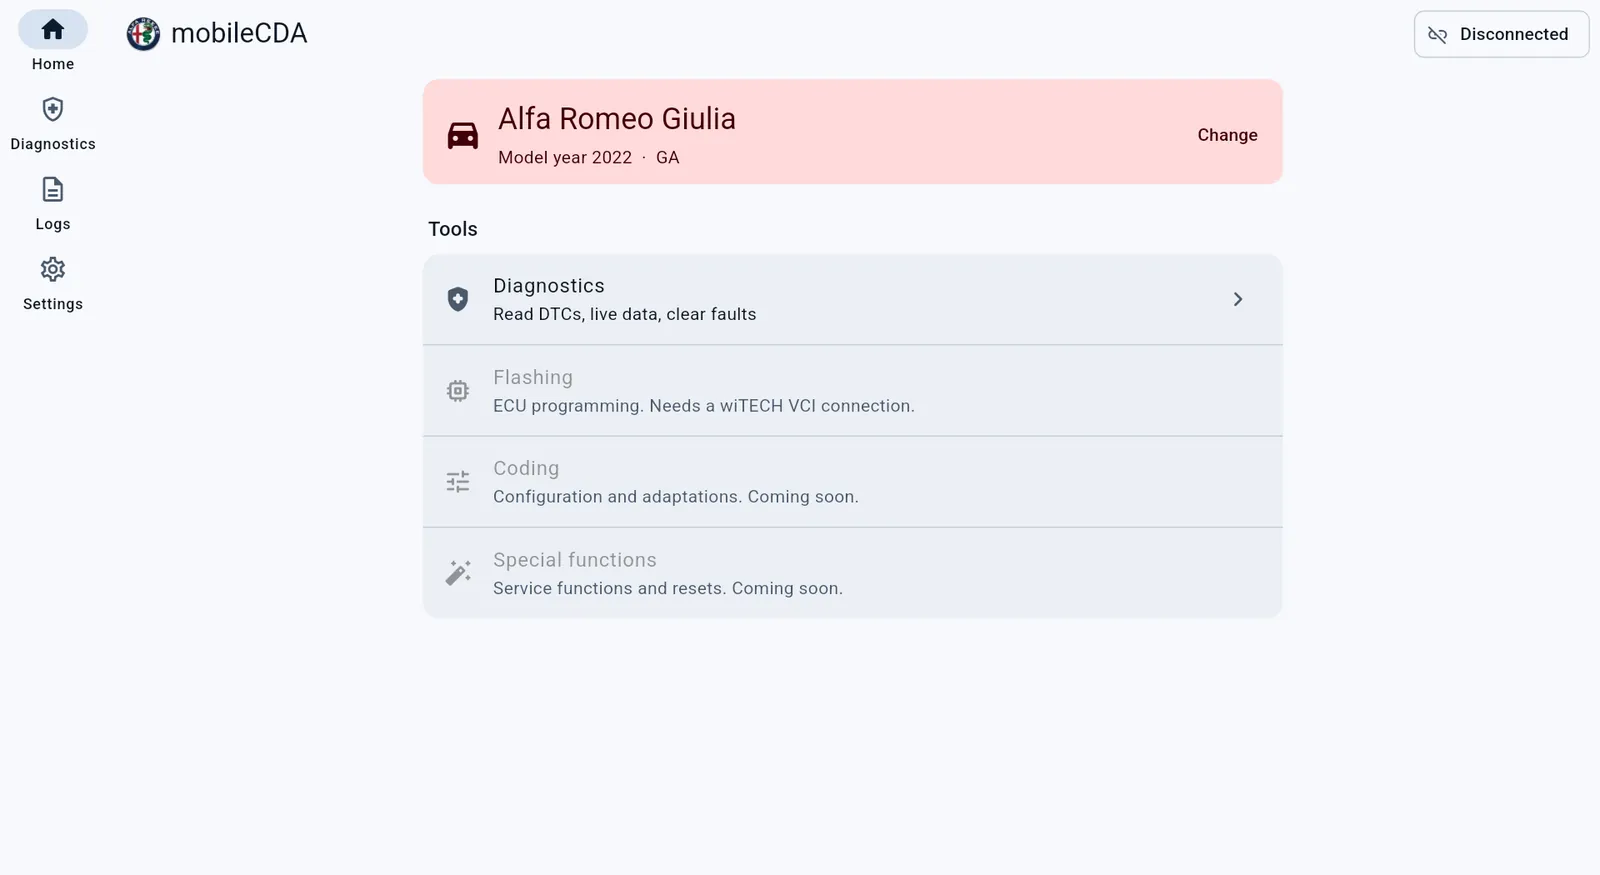 Home
Diagnostics
Logs
Settings
mobileCDA
Disconnected
Alfa Romeo Giulia
Model year 2022 · GA
Change
Tools
Diagnostics
Read DTCs, live data, clear faults
Flashing
ECU programming. Needs a wiTECH VCI connection.
Coding
Configuration and adaptations. Coming soon.
Special functions
Service functions and resets. Coming soon.